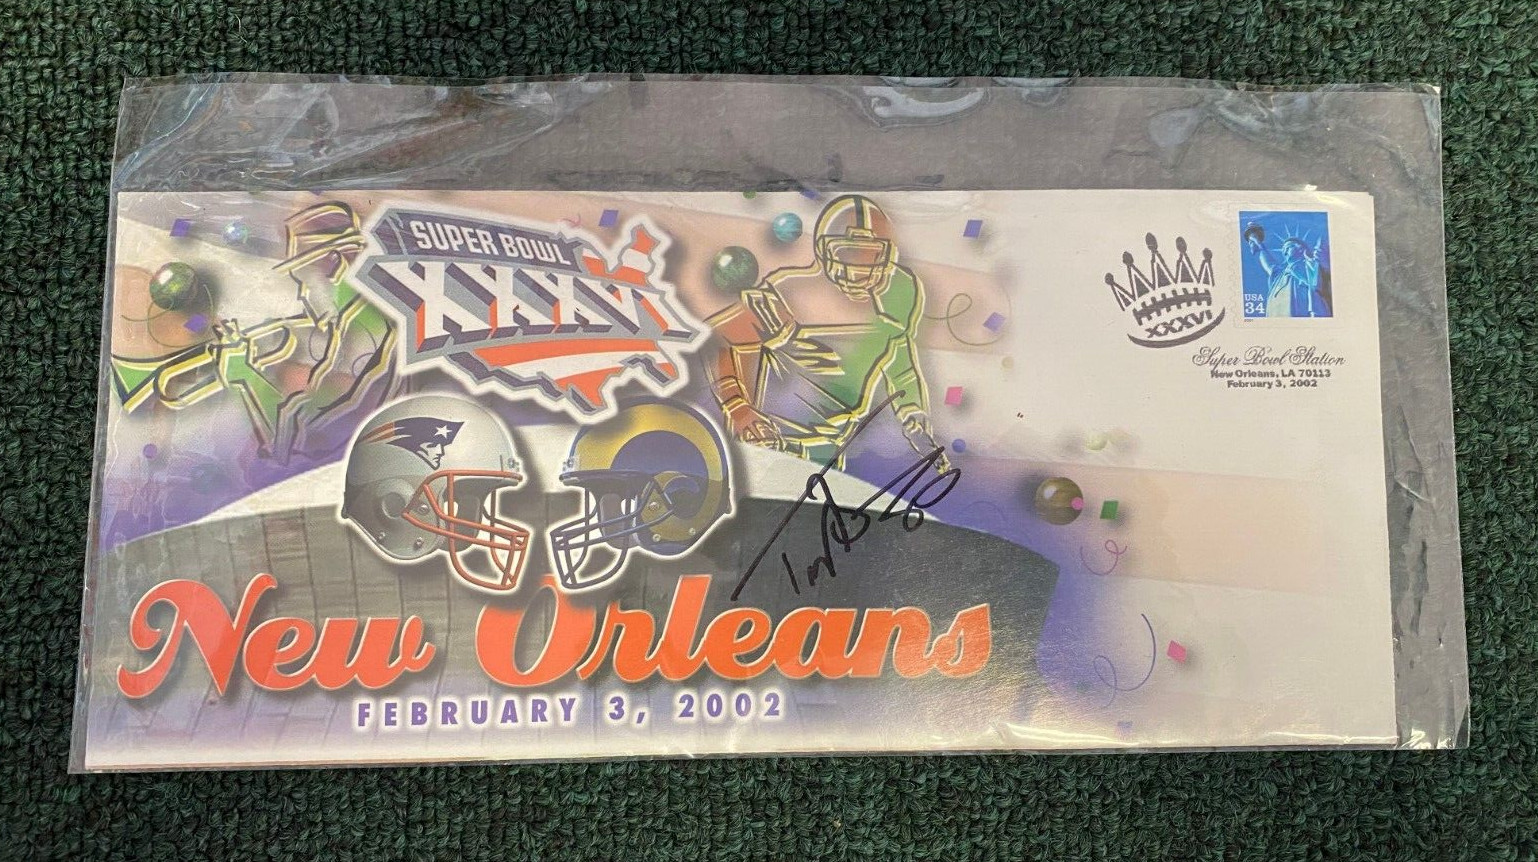 SUPER BOWL
XXXVI
USA
34
XXXVI
Super Bowl Station
New Orleans, LA 70113
February 3, 2002
New Orleans
FEBRUARY 3, 2002